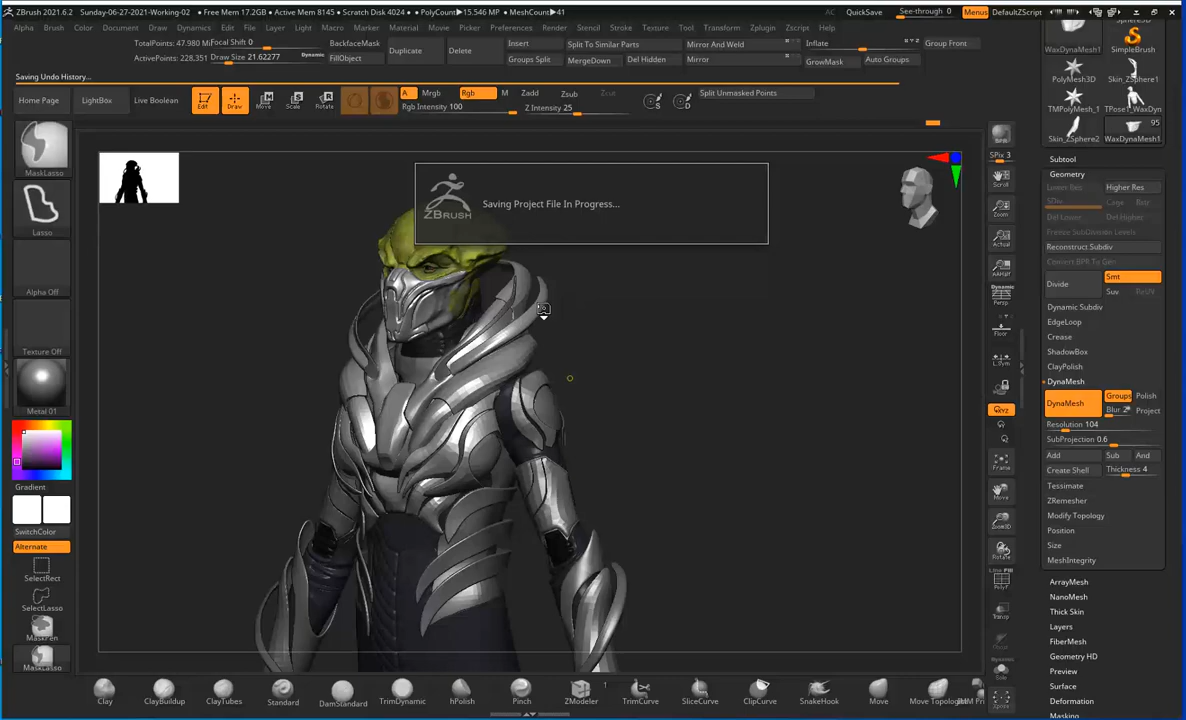 ZBrush 2021.6.2 Sunday-06-27-2021-Working-02 • Free Mem 17.2GB • Active Mem 8145 • Scratch Disk 4024 • PolyCount▶15.546 MP • MeshCount▶41 AC QuickSave See-through 0 Menus DefaultZScript
Alpha Brush Color Document Draw Dynamics Edit File Layer Light Macro Marker Material Movie Picker Preferences Render Stencil Stroke Texture Tool Transform Zplugin Zscript
TotalPoints: 47.980 Mi Focal Shift 0 BackfaceMask Duplicate Delete Insert Split To Similar Parts Mirror And Weld Inflate Group Front
ActivePoints: 228,351 Draw Size 21.62277 Dynamic FillObject Groups Split MergeDown Del Hidden Mirror GrowMask Auto Groups
Saving Undo History...
Home Page LightBox Live Boolean Edit Draw Move Scale Rotate A Mrgb Rgb M Zadd Zsub Zcut Split Unmasked Points
Rgb Intensity 100 Z Intensity 25
MaskLasso
Lasso
Alpha Off
Texture Off
Metal 01
Gradient
SwitchColor
Alternate
SelectRect
SelectLasso
MaskPen
MaskLasso
ZBRUSH Saving Project File In Progress...
BPR
SPix 3
Scroll
Zoom
Actual
AAHalf
Dynamic
Persp
Floor
L.Sym
Xyz
Frame
Move
Zoom3D
Rotate
Line Fill
PolyF
Transp
Dynamic
Solo
Xpose
Sphere3D
WaxDynaMesh1 SimpleBrush
PolyMesh3D Skin_ZSphere1
TMPolyMesh_1 TPose1_WaxDyn
95
Skin_ZSphere2 WaxDynaMesh1
Subtool
Geometry
Lower Res Higher Res
SDiv Cage Rstr
Del Lower Del Higher
Freeze SubDivision Levels
Reconstruct Subdiv
Convert BPR To Geo
Divide Smt
Suv ReUV
Dynamic Subdiv
EdgeLoop
Crease
ShadowBox
ClayPolish
DynaMesh
DynaMesh Groups Polish
Blur 2 Project
Resolution 104
SubProjection 0.6
Add Sub And
Create Shell Thickness 4
Tessimate
ZRemesher
Modify Topology
Position
Size
MeshIntegrity
ArrayMesh
NanoMesh
Thick Skin
Layers
FiberMesh
Geometry HD
Preview
Surface
Deformation
Masking
Clay ClayBuildup ClayTubes Standard DamStandard TrimDynamic hPolish Pinch ZModeler 1 TrimCurve SliceCurve ClipCurve SnakeHook Move Move Topologi